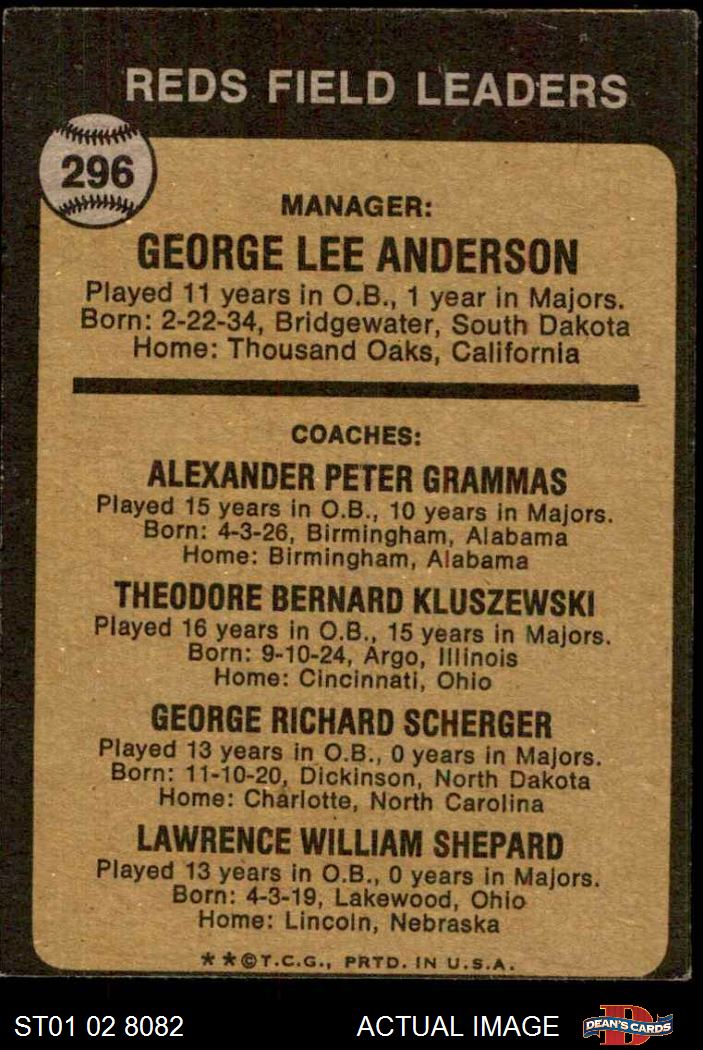 REDS FIELD LEADERS
296
MANAGER:
GEORGE LEE ANDERSON
Played 11 years in O.B., 1 year in Majors.
Born: 2-22-34, Bridgewater, South Dakota
Home: Thousand Oaks, California
COACHES:
ALEXANDER PETER GRAMMAS
Played 15 years in O.B., 10 years in Majors.
Born: 4-3-26, Birmingham, Alabama
Home: Birmingham, Alabama
THEODORE BERNARD KLUSZEWSKI
Played 16 years in O.B., 15 years in Majors.
Born: 9-10-24, Argo, Illinois
Home: Cincinnati, Ohio
GEORGE RICHARD SCHERGER
Played 13 years in O.B., 0 years in Majors.
Born: 11-10-20, Dickinson, North Dakota
Home: Charlotte, North Carolina
LAWRENCE WILLIAM SHEPARD
Played 13 years in O.B., 0 years in Majors.
Born: 4-3-19, Lakewood, Ohio
Home: Lincoln, Nebraska
**©T.C.G., PRTD. IN U.S.A.
ST01 02 8082 ACTUAL IMAGE D DEAN'S CARDS